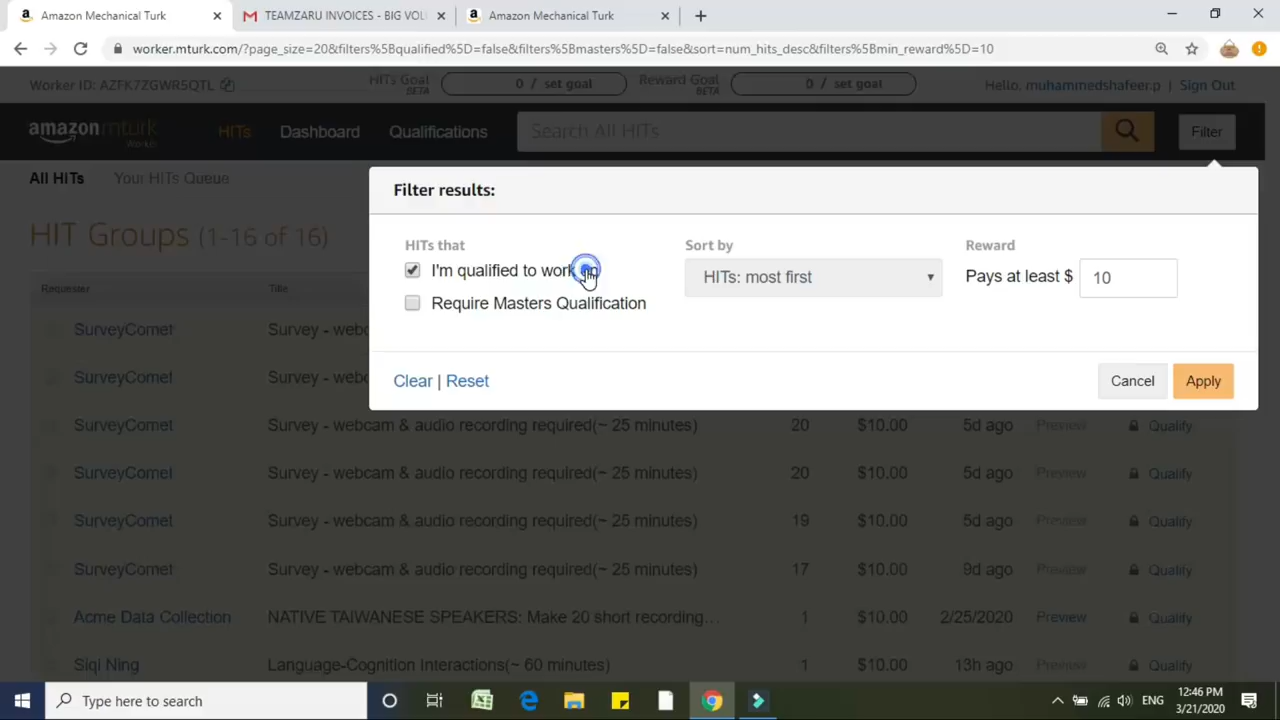 Amazon Mechanical Turk
TEAMZARU INVOICES - BIG VOL
Amazon Mechanical Turk
worker.mturk.com/?page_size=20&filters%5Bqualified%5D=false&filters%5Bmasters%5D=false&sort=num_hits_desc&filters%5Bmin_reward%5D=10
Worker ID: AZFK7ZGWR5QTL
HITs Goal BETA
0 / set goal
Reward Goal BETA
0 / set goal
Hello, muhammedshafeer.p | Sign Out
amazon mturk Worker
HITs Dashboard Qualifications
Search All HITs
Filter
All HITs Your HITs Queue
Filter results:
HIT Groups (1-16 of 16)
HITs that
I'm qualified to work on
Require Masters Qualification
Sort by
HITs: most first
Reward
Pays at least $ 10
Clear | Reset
Cancel Apply
Requester Title
SurveyComet Survey - webc
SurveyComet Survey - webc
SurveyComet Survey - webcam & audio recording required(~ 25 minutes) 20 $10.00 5d ago Preview Qualify
SurveyComet Survey - webcam & audio recording required(~ 25 minutes) 20 $10.00 5d ago Preview Qualify
SurveyComet Survey - webcam & audio recording required(~ 25 minutes) 19 $10.00 5d ago Preview Qualify
SurveyComet Survey - webcam & audio recording required(~ 25 minutes) 17 $10.00 9d ago Preview Qualify
Acme Data Collection NATIVE TAIWANESE SPEAKERS: Make 20 short recording... 1 $10.00 2/25/2020 Preview Qualify
Siqi Ning Language-Cognition Interactions(~ 60 minutes) 1 $10.00 13h ago Preview Qualify
Type here to search
ENG
12:46 PM
3/21/2020